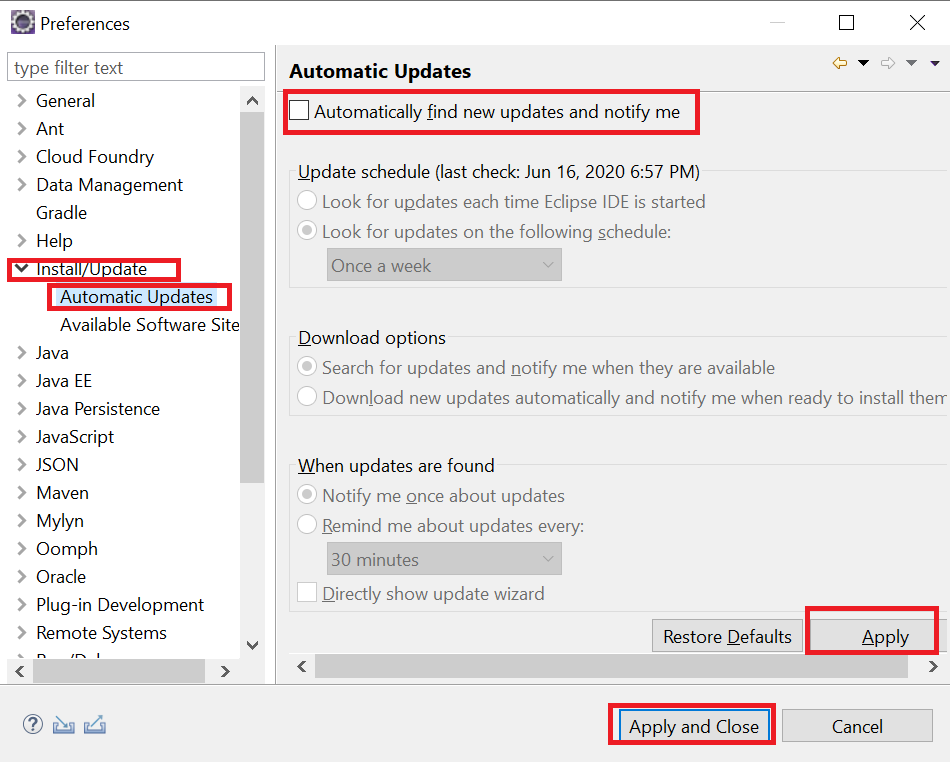 Preferences
type filter text
General
Ant
Cloud Foundry
Data Management
Gradle
Help
Install/Update
Automatic Updates
Available Software Site
Java
Java EE
Java Persistence
JavaScript
JSON
Maven
Mylyn
Oomph
Oracle
Plug-in Development
Remote Systems
Automatic Updates
Automatically find new updates and notify me
Update schedule (last check: Jun 16, 2020 6:57 PM)
Look for updates each time Eclipse IDE is started
Look for updates on the following schedule:
Once a week
Download options
Search for updates and notify me when they are available
Download new updates automatically and notify me when ready to install them
When updates are found
Notify me once about updates
Remind me about updates every:
30 minutes
Directly show update wizard
Restore Defaults
Apply
?
Apply and Close
Cancel